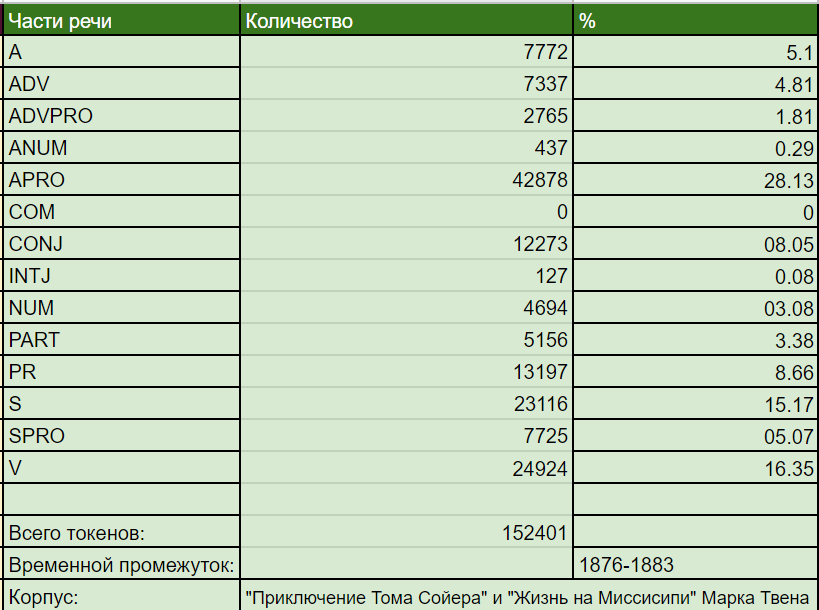 Части речи Количество %
A 7772 5.1
ADV 7337 4.81
ADVPRO 2765 1.81
ANUM 437 0.29
APRO 42878 28.13
COM 0 0
CONJ 12273 08.05
INTJ 127 0.08
NUM 4694 03.08
PART 5156 3.38
PR 13197 8.66
S 23116 15.17
SPRO 7725 05.07
V 24924 16.35
Всего токенов: 152401
Временной промежуток: 1876-1883
Корпус: "Приключение Тома Сойера" и "Жизнь на Миссисипи" Марка Твена